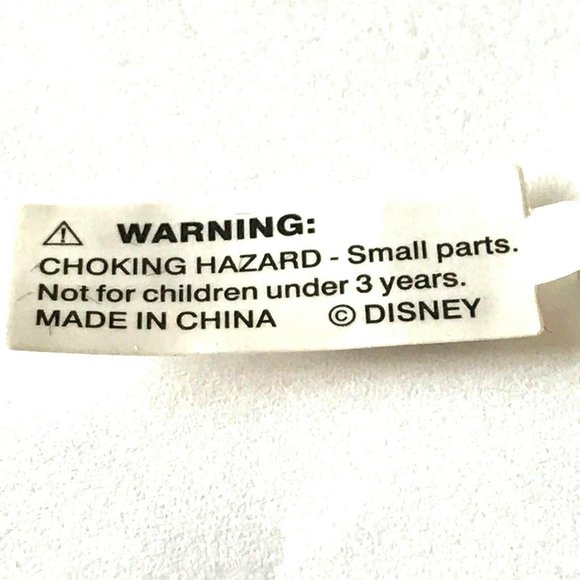 ⚠ WARNING:
CHOKING HAZARD - Small parts.
Not for children under 3 years.
MADE IN CHINA © DISNEY